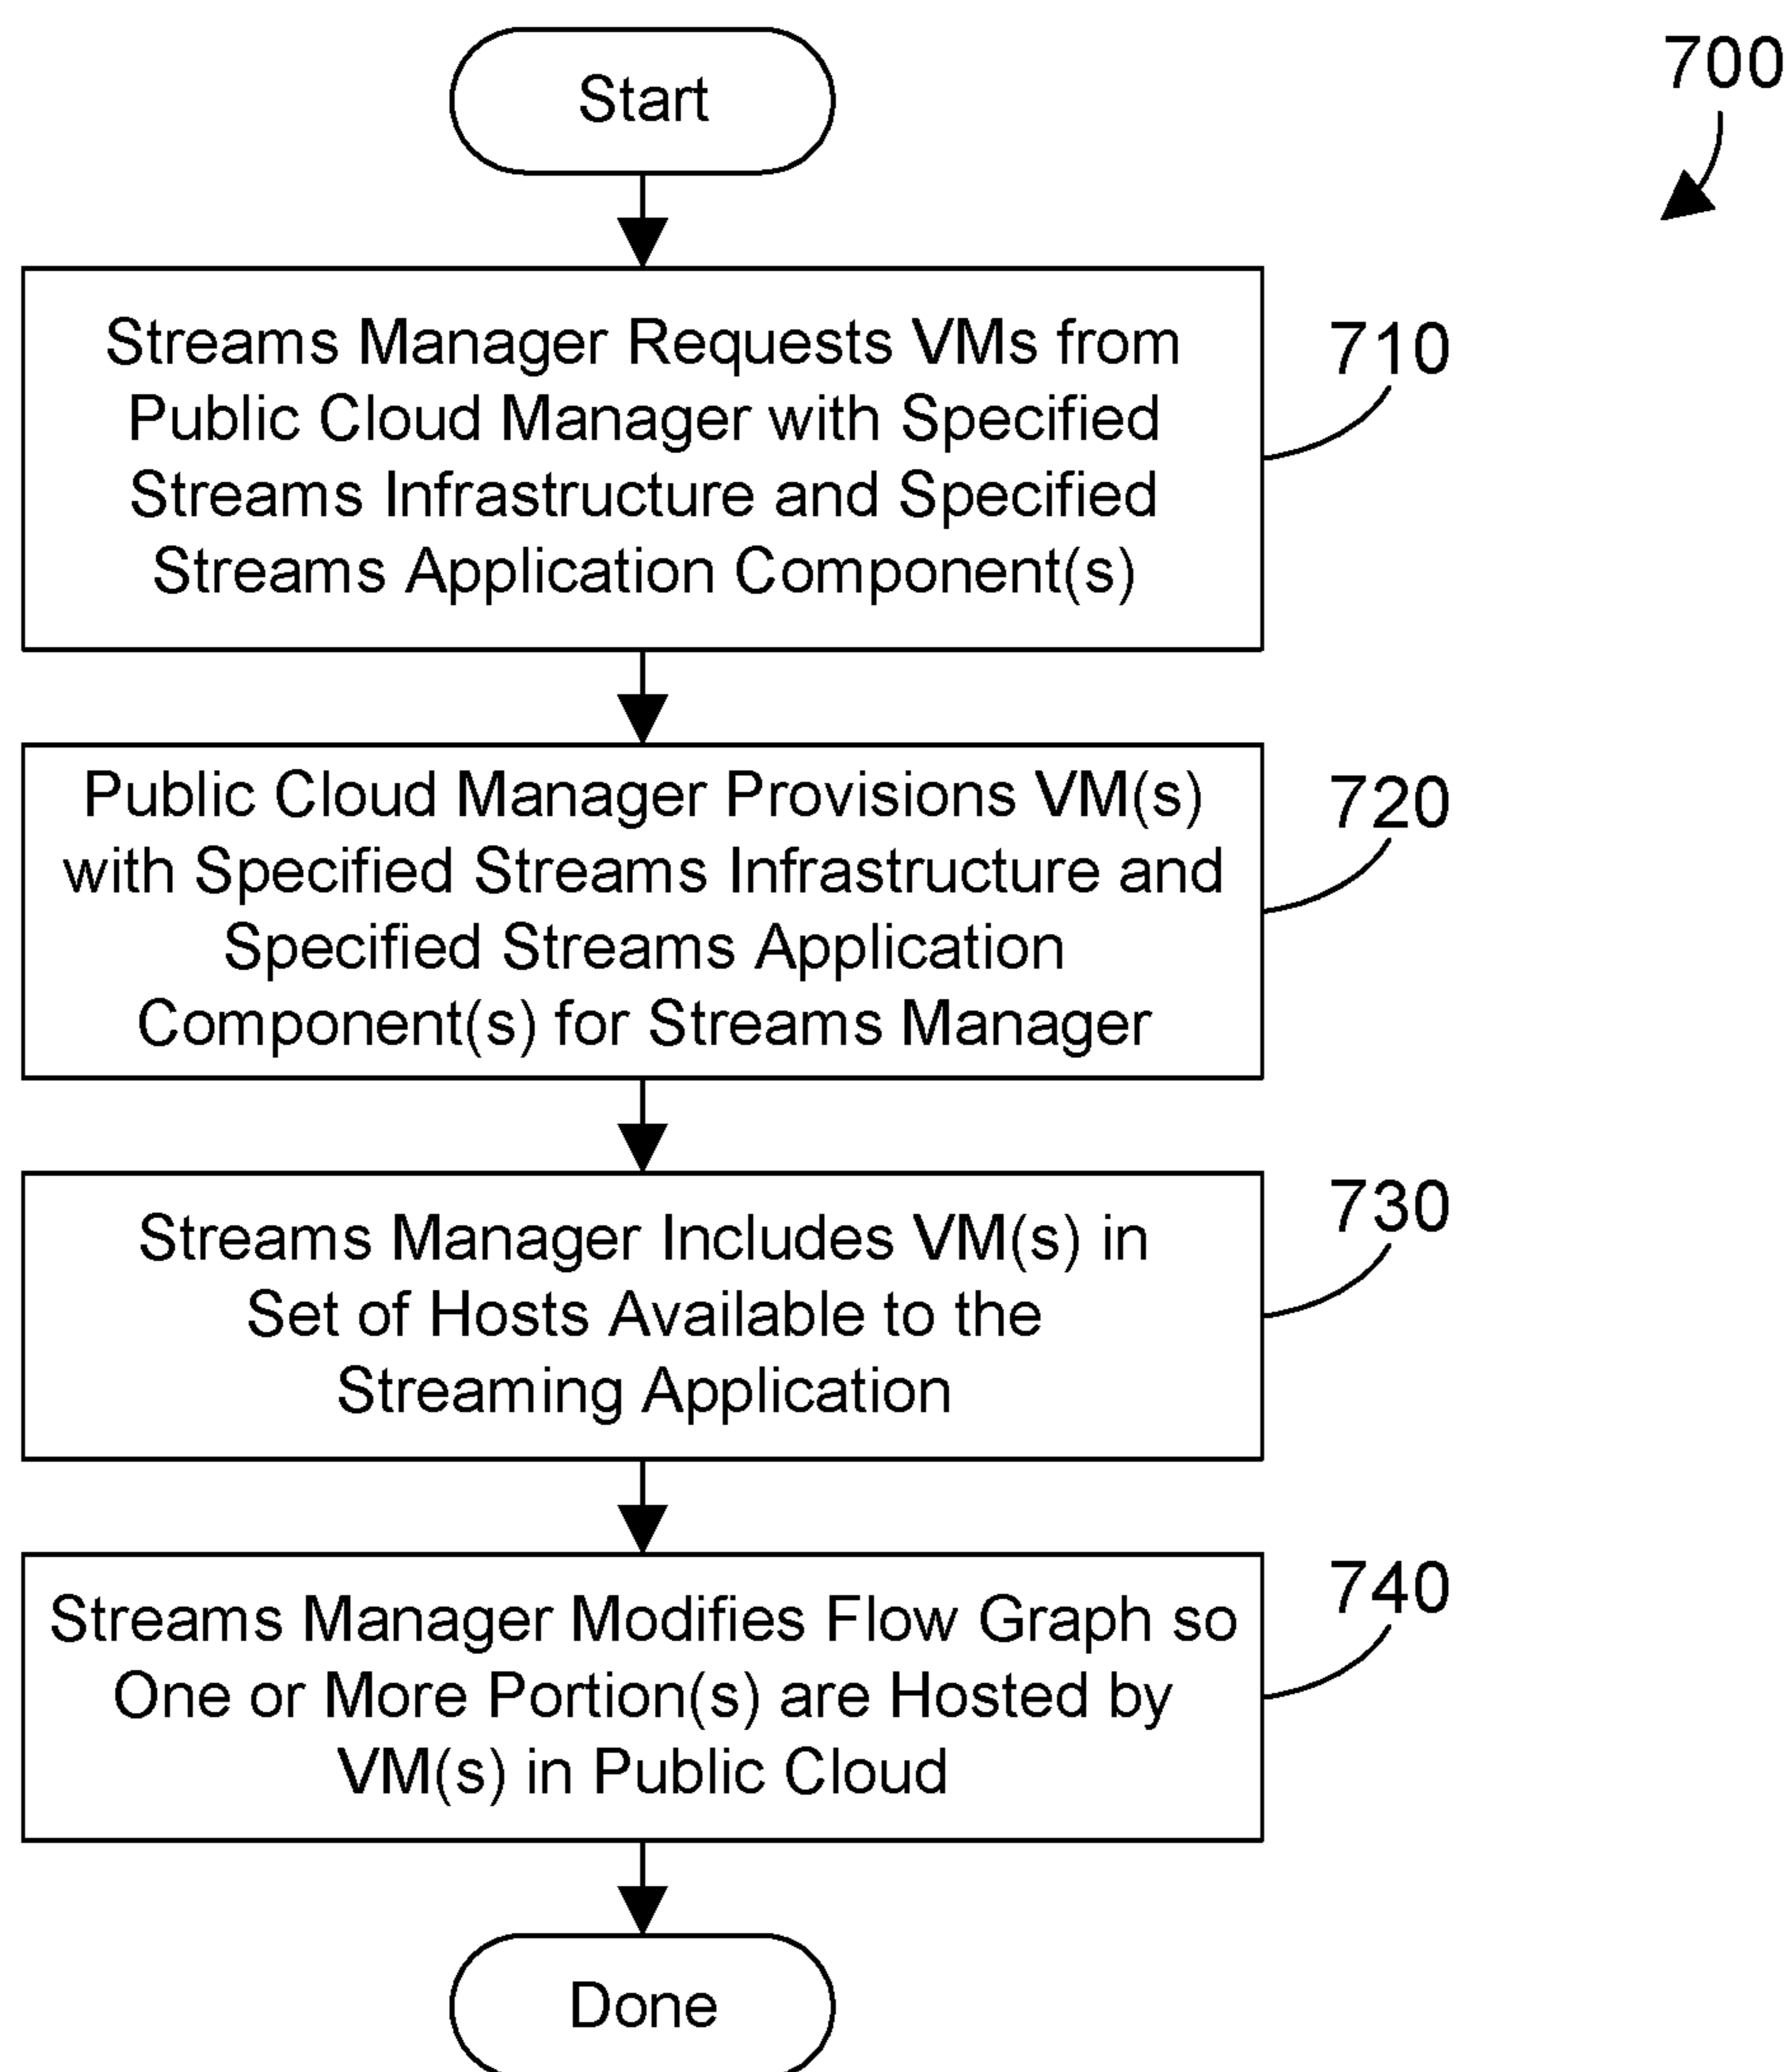 Start
700
Streams Manager Requests VMs from
Public Cloud Manager with Specified
Streams Infrastructure and Specified
Streams Application Component(s)
710
Public Cloud Manager Provisions VM(s)
with Specified Streams Infrastructure and
Specified Streams Application
Component(s) for Streams Manager
720
Streams Manager Includes VM(s) in
Set of Hosts Available to the
Streaming Application
730
Streams Manager Modifies Flow Graph so
One or More Portion(s) are Hosted by
VM(s) in Public Cloud
740
Done